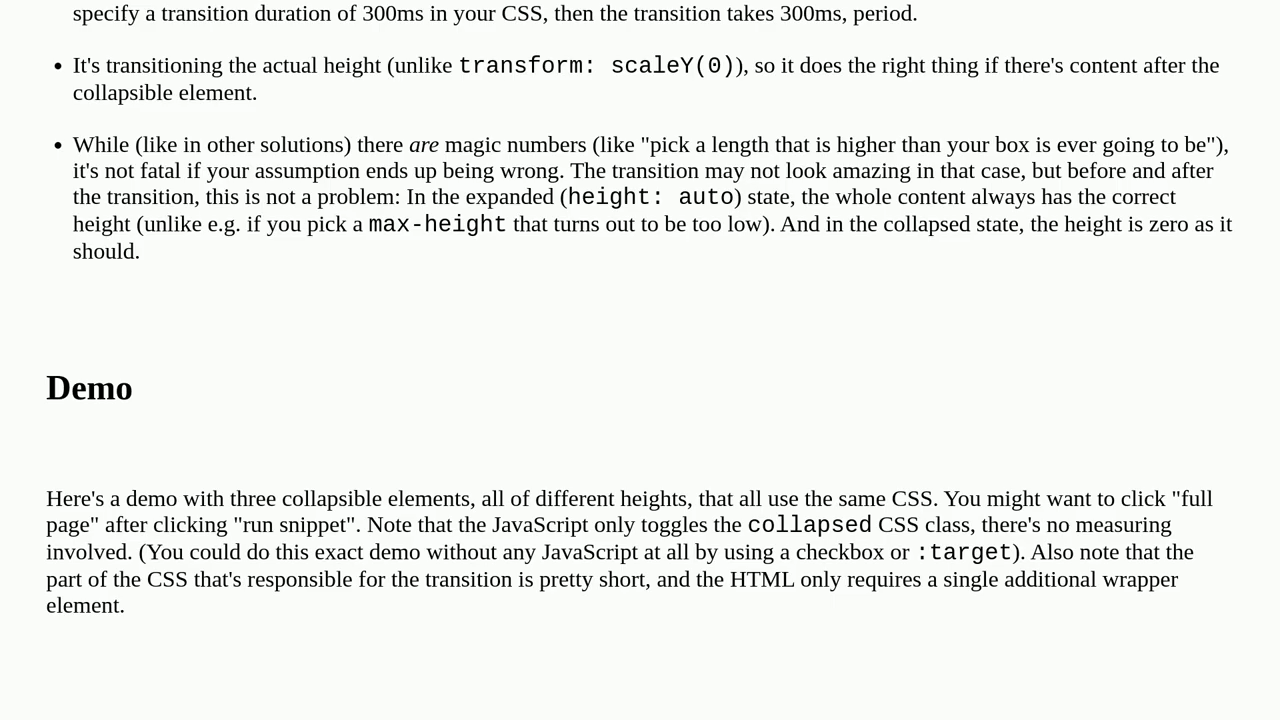 specify a transition duration of 300ms in your CSS, then the transition takes 300ms, period.
• It's transitioning the actual height (unlike transform: scaleY(0)), so it does the right thing if there's content after the
collapsible element.
• While (like in other solutions) there are magic numbers (like "pick a length that is higher than your box is ever going to be"),
it's not fatal if your assumption ends up being wrong. The transition may not look amazing in that case, but before and after
the transition, this is not a problem: In the expanded (height: auto) state, the whole content always has the correct
height (unlike e.g. if you pick a max-height that turns out to be too low). And in the collapsed state, the height is zero as it
should.
Demo
Here's a demo with three collapsible elements, all of different heights, that all use the same CSS. You might want to click "full
page" after clicking "run snippet". Note that the JavaScript only toggles the collapsed CSS class, there's no measuring
involved. (You could do this exact demo without any JavaScript at all by using a checkbox or :target). Also note that the
part of the CSS that's responsible for the transition is pretty short, and the HTML only requires a single additional wrapper
element.